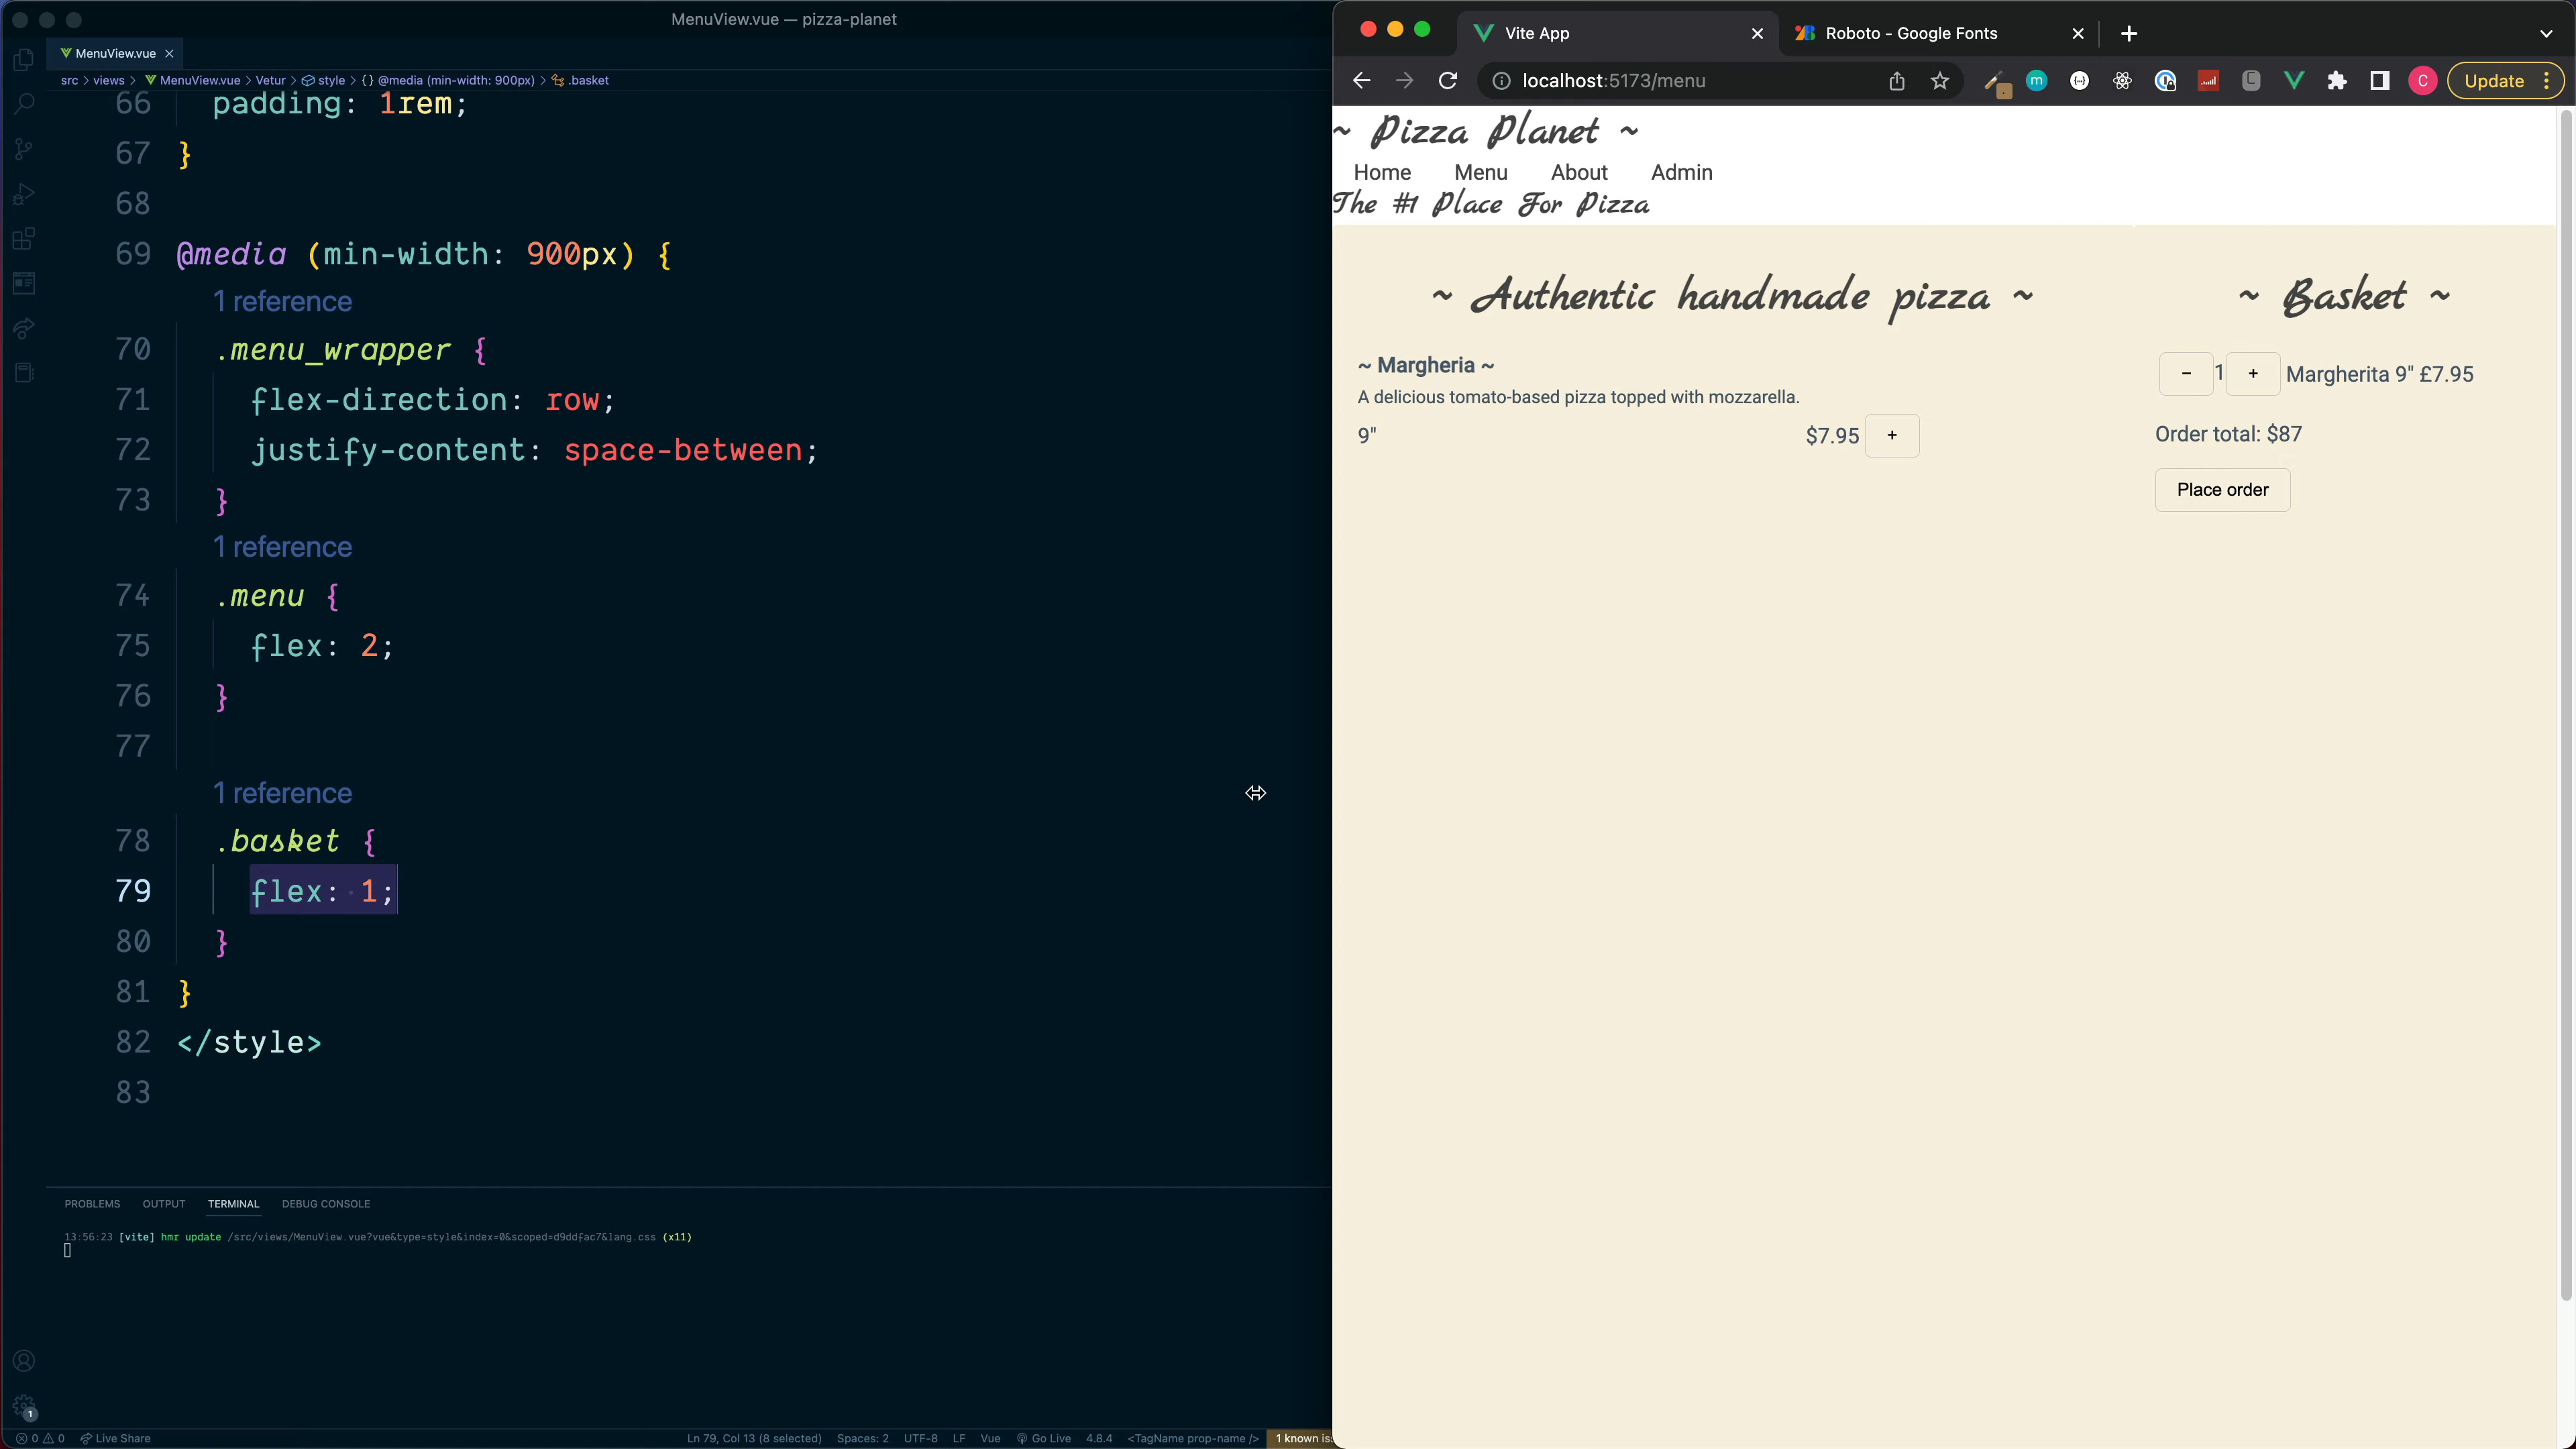 MenuView.vue — pizza-planet
MenuView.vue
src > views > MenuView.vue > Vetur > style > {} @media (min-width: 900px) > .basket
66 padding: 1rem;
67 }
68
69 @media (min-width: 900px) {
1 reference
70 .menu_wrapper {
71 flex-direction: row;
72 justify-content: space-between;
73 }
1 reference
74 .menu {
75 flex: 2;
76 }
77
1 reference
78 .basket {
79 flex: 1;
80 }
81 }
82 </style>
83
PROBLEMS OUTPUT TERMINAL DEBUG CONSOLE
13:56:23 [vite] hmr update /src/views/MenuView.vue?vue&type=style&index=0&scoped=d9ddfac7&lang.css (x11)
1
0 0 Live Share
Ln 79, Col 13 (8 selected) Spaces: 2 UTF-8 LF Vue Go Live 4.8.4 <TagName prop-name /> 1 known is
Vite App
Roboto - Google Fonts
localhost:5173/menu
m
C
Update
~ Pizza Planet ~
Home Menu About Admin
The #1 Place For Pizza
~ Authentic handmade pizza ~
~ Margheria ~
A delicious tomato-based pizza topped with mozzarella.
9" $7.95 +
~ Basket ~
- 1 + Margherita 9" £7.95
Order total: $87
Place order